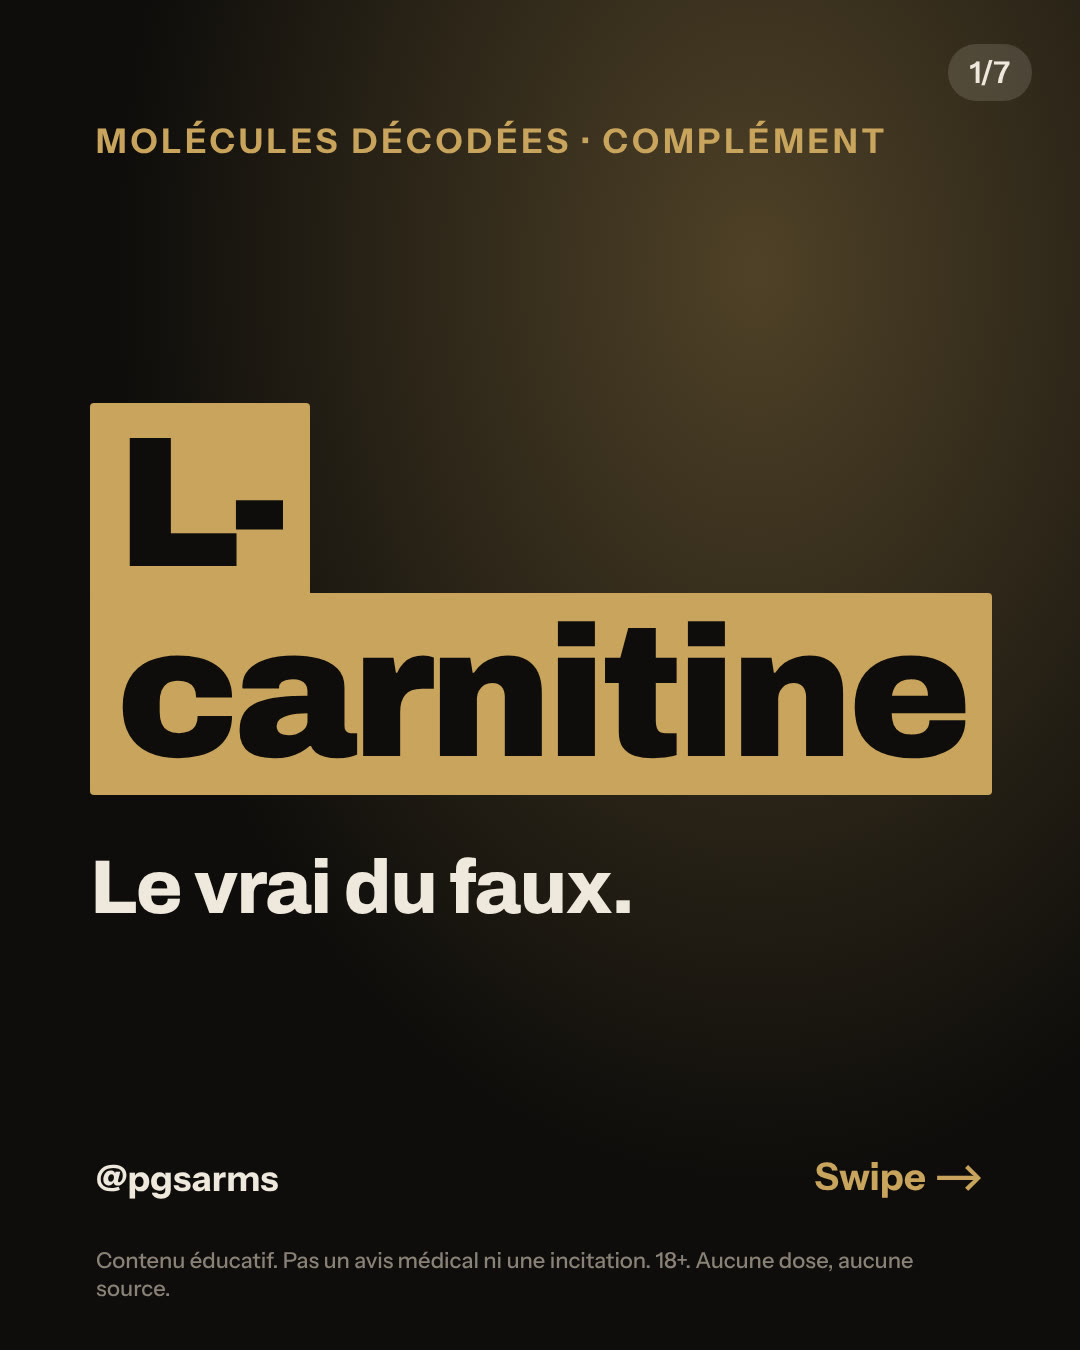 1/7
MOLÉCULES DÉCODÉES · COMPLÉMENT
L-
carnitine
Le vrai du faux.
@pgsarms
Swipe →
Contenu éducatif. Pas un avis médical ni une incitation. 18+. Aucune dose, aucune
source.